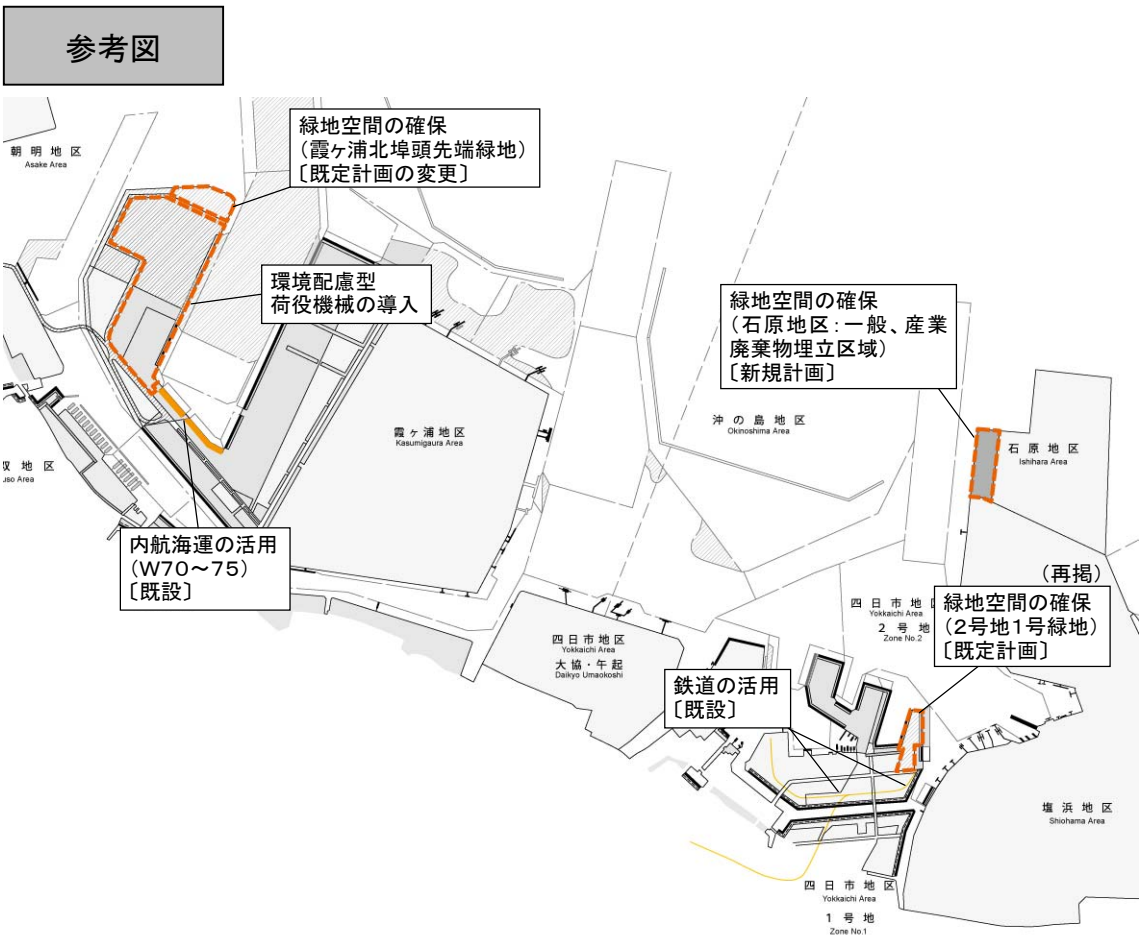 参考図
緑地空間の確保
(霞ヶ浦北埠頭先端緑地)
〔既定計画の変更〕
朝明地区
Asake Area
環境配慮型
荷役機械の導入
緑地空間の確保
(石原地区:一般、産業
廃棄物埋立区域)
〔新規計画〕
霞ヶ浦地区
Kasumigaura Area
沖の島地区
Okinoshima Area
石原地区
Ishihara Area
地区
uso Area
内航海運の活用
(W70～75)
〔既設〕
(再掲)
緑地空間の確保
(2号地1号緑地)
〔既定計画〕
四日市地
Yokkaichi Area
2号地
Zone No.2
四日市地区
Yokkaichi Area
大協・午起
Daikyo Umaokoshi
鉄道の活用
〔既設〕
塩浜地区
Shiohama Area
四日市地区
Yokkaichi Area
1号地
Zone No.1